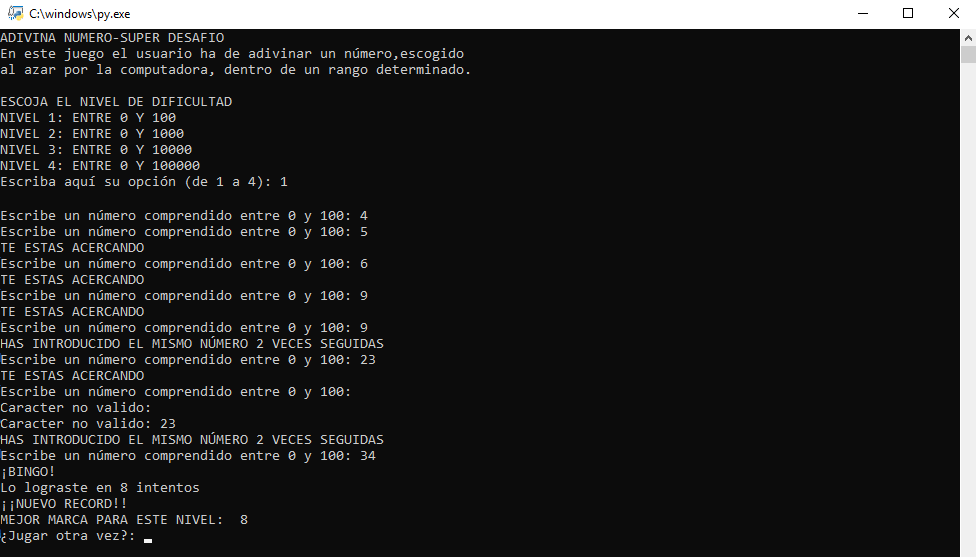 C:\windows\py.exe
ADIVINA NUMERO-SUPER DESAFIO
En este juego el usuario ha de adivinar un número,escogido
al azar por la computadora, dentro de un rango determinado.
ESCOJA EL NIVEL DE DIFICULTAD
NIVEL 1: ENTRE 0 Y 100
NIVEL 2: ENTRE 0 Y 1000
NIVEL 3: ENTRE 0 Y 10000
NIVEL 4: ENTRE 0 Y 100000
Escriba aquí su opción (de 1 a 4): 1
Escribe un número comprendido entre 0 y 100: 4
Escribe un número comprendido entre 0 y 100: 5
TE ESTAS ACERCANDO
Escribe un número comprendido entre 0 y 100: 6
TE ESTAS ACERCANDO
Escribe un número comprendido entre 0 y 100: 9
TE ESTAS ACERCANDO
Escribe un número comprendido entre 0 y 100: 9
HAS INTRODUCIDO EL MISMO NÚMERO 2 VECES SEGUIDAS
Escribe un número comprendido entre 0 y 100: 23
TE ESTAS ACERCANDO
Escribe un número comprendido entre 0 y 100:
Caracter no valido:
Caracter no valido: 23
HAS INTRODUCIDO EL MISMO NÚMERO 2 VECES SEGUIDAS
Escribe un número comprendido entre 0 y 100: 34
¡BINGO!
Lo lograste en 8 intentos
¡¡NUEVO RECORD!!
MEJOR MARCA PARA ESTE NIVEL:  8
¿Jugar otra vez?: